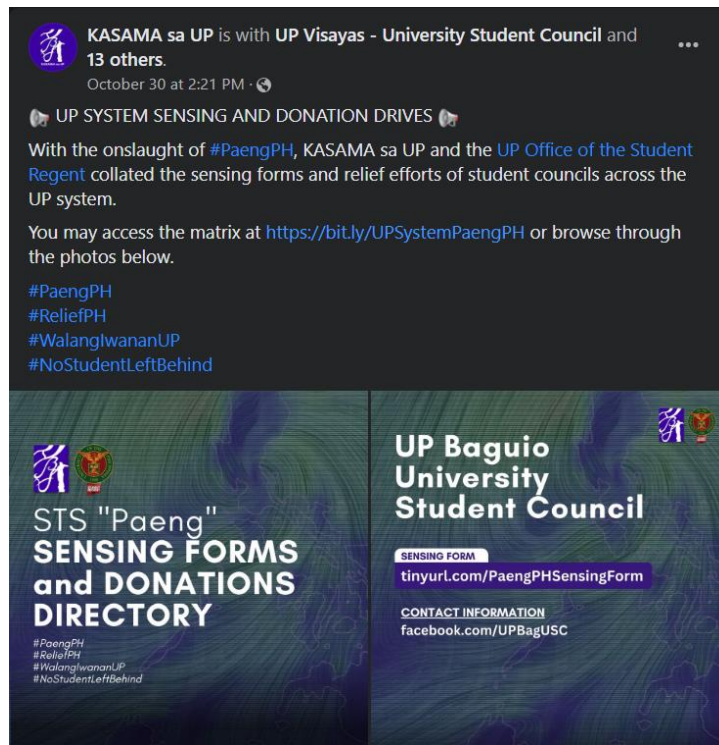 KASAMA sa UP is with UP Visayas - University Student Council and
13 others.
October 30 at 2:21 PM ·
UP SYSTEM SENSING AND DONATION DRIVES
With the onslaught of #PaengPH, KASAMA sa UP and the UP Office of the Student
Regent collated the sensing forms and relief efforts of student councils across the
UP system.
You may access the matrix at https://bit.ly/UPSystemPaengPH or browse through
the photos below.
#PaengPH
#ReliefPH
#WalangIwananUP
#NoStudentLeftBehind
STS "Paeng"
SENSING FORMS
and DONATIONS
DIRECTORY
#PaengPH
#ReliefPH
#WalangIwananUP
#NoStudentLeftBehind
UP Baguio
University
Student Council
SENSING FORM
tinyurl.com/PaengPHSensingForm
CONTACT INFORMATION
facebook.com/UPBagUSC